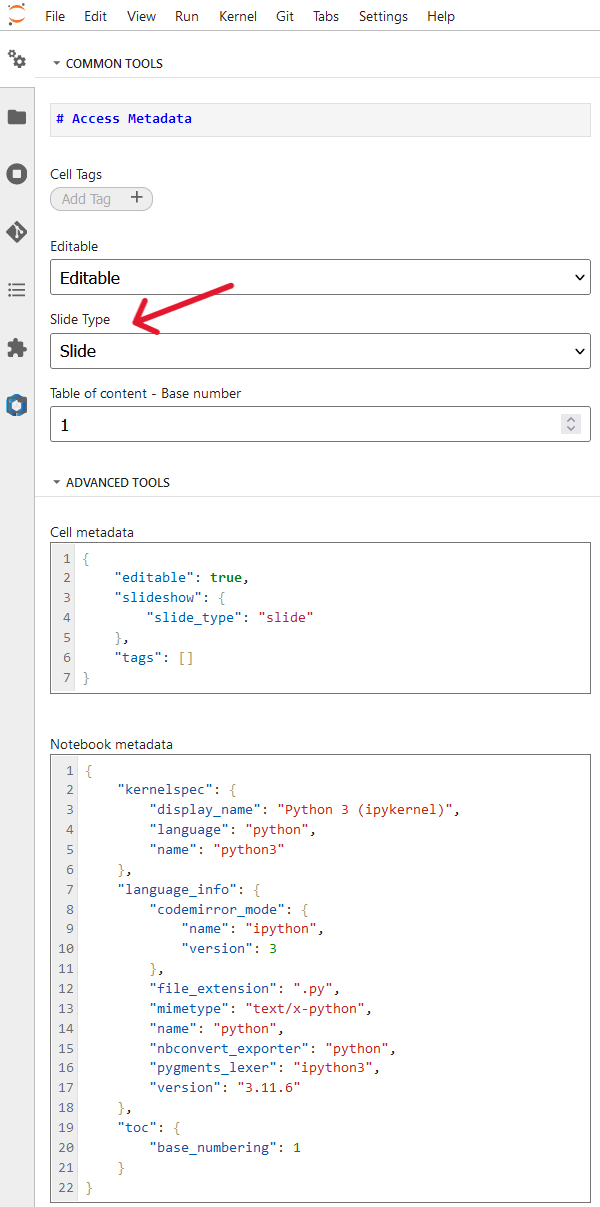 File Edit View Run Kernel Git Tabs Settings Help
COMMON TOOLS
# Access Metadata
Cell Tags
Add Tag +
Editable
Editable
Slide Type
Slide
Table of content - Base number
1
ADVANCED TOOLS
Cell metadata
1 {
2     "editable": true,
3     "slideshow": {
4         "slide_type": "slide"
5     },
6     "tags": []
7 }
Notebook metadata
1 {
2     "kernelspec": {
3         "display_name": "Python 3 (ipykernel)",
4         "language": "python",
5         "name": "python3"
6     },
7     "language_info": {
8         "codemirror_mode": {
9             "name": "ipython",
10             "version": 3
11         },
12         "file_extension": ".py",
13         "mimetype": "text/x-python",
14         "name": "python",
15         "nbconvert_exporter": "python",
16         "pygments_lexer": "ipython3",
17         "version": "3.11.6"
18     },
19     "toc": {
20         "base_numbering": 1
21     }
22 }